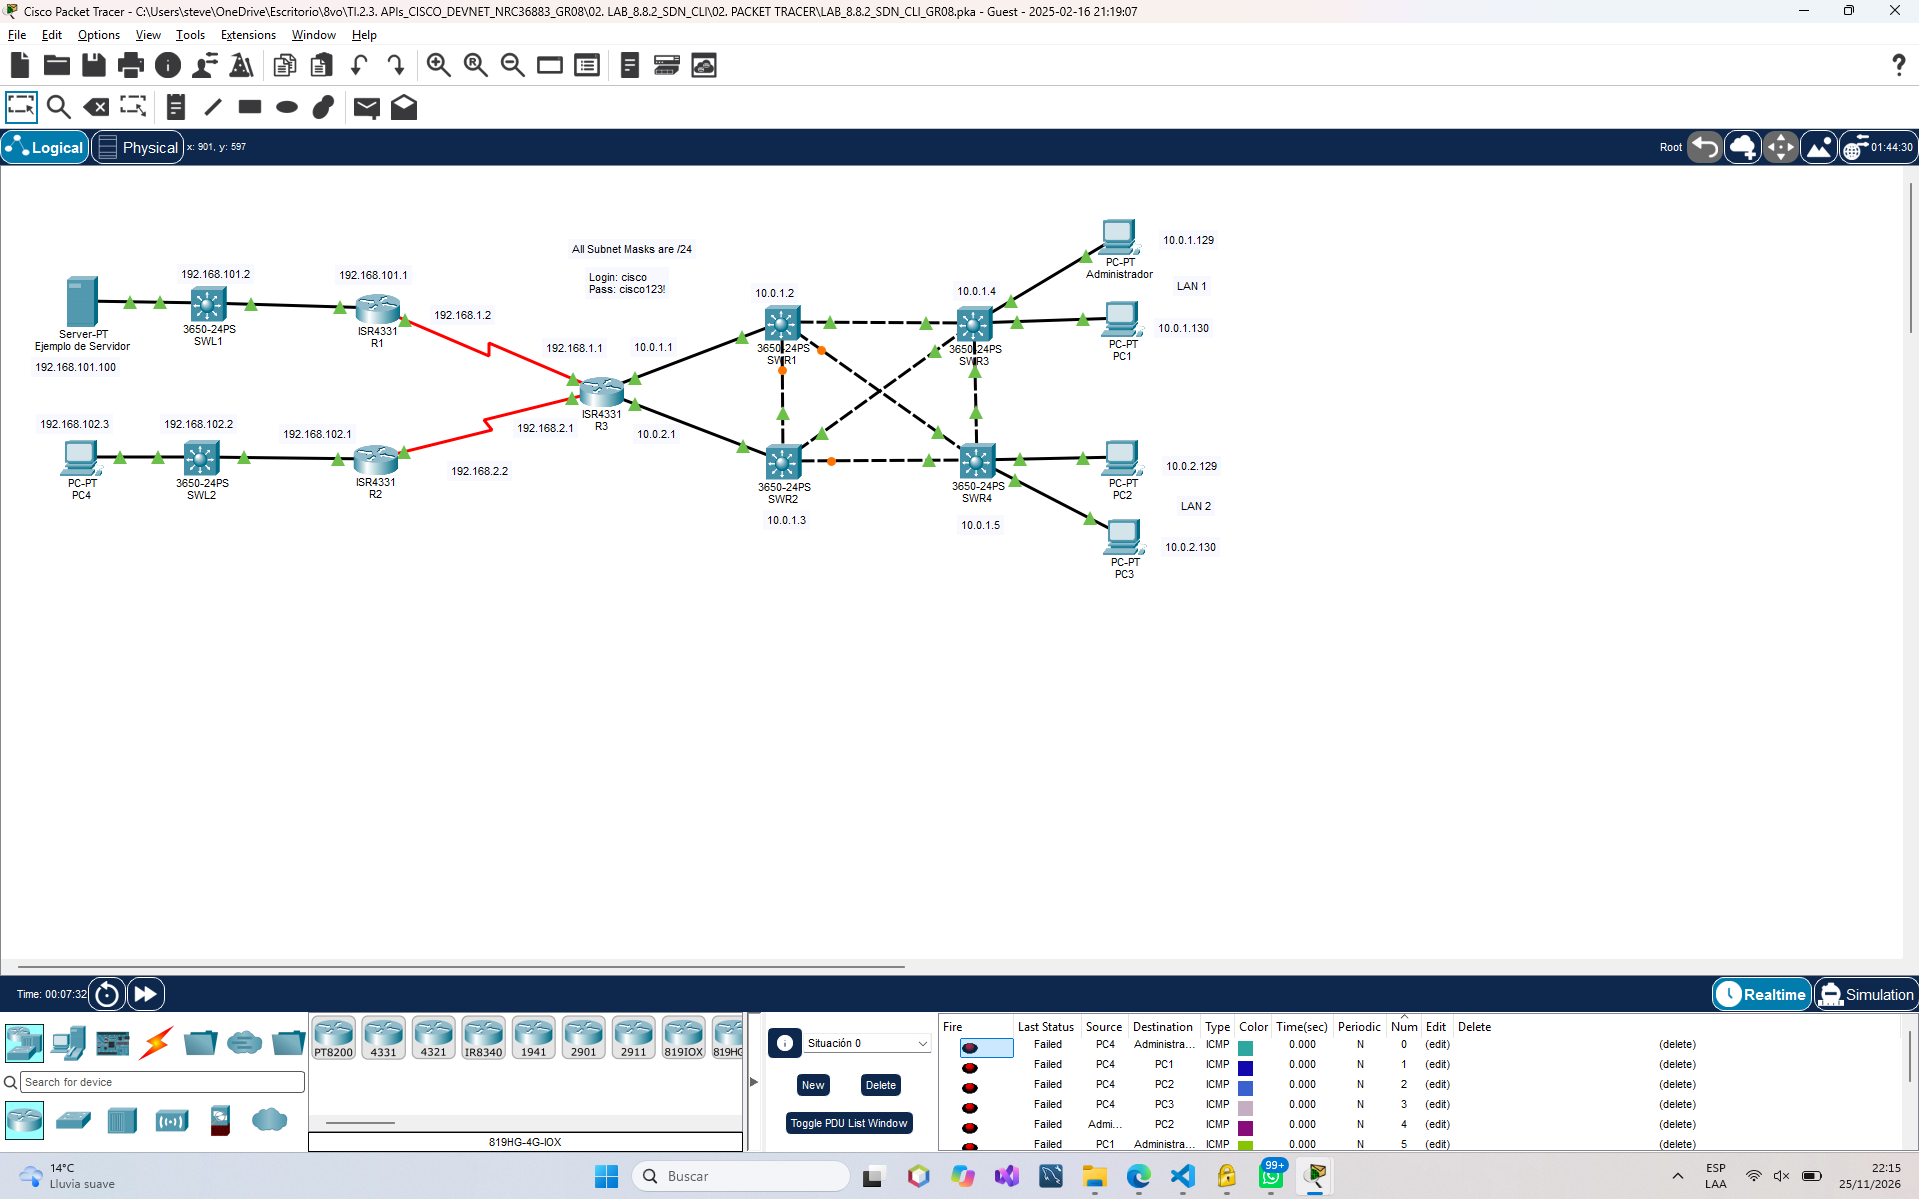 Cisco Packet Tracer - C:\Users\steve\OneDrive\Escritorio\8vo\TI.2.3. APIs_CISCO_DEVNET_NRC36883_GR08\02. LAB_8.8.2_SDN_CLI\02. PACKET TRACER\LAB_8.8.2_SDN_CLI_GR08.pka - Guest - 2025-02-16 21:19:07
File Edit Options View Tools Extensions Window Help
?
Logical Physical x: 901, y: 597 Root 01:44:30
All Subnet Masks are /24
Login: cisco
Pass: cisco123!
Server-PT
Ejemplo de Servidor
192.168.101.100
192.168.101.2
3650-24PS
SWL1
192.168.101.1
ISR4331
R1
192.168.1.2
192.168.1.1
192.168.102.3
PC-PT
PC4
192.168.102.2
3650-24PS
SWL2
192.168.102.1
ISR4331
R2
192.168.2.2
192.168.2.1
10.0.1.1
ISR4331
R3
10.0.2.1
10.0.1.2
3650-24PS
SWR1
10.0.1.4
3650-24PS
SWR3
3650-24PS
SWR2
10.0.1.3
3650-24PS
SWR4
10.0.1.5
PC-PT
Administrador
10.0.1.129
LAN 1
PC-PT
PC1
10.0.1.130
PC-PT
PC2
10.0.2.129
LAN 2
PC-PT
PC3
10.0.2.130
Time: 00:07:32 Realtime Simulation
PT8200 4331 4321 IR8340 1941 2901 2911 819IOX 819HG
Search for device
819HG-4G-IOX
Situación 0
New Delete
Toggle PDU List Window
Fire Last Status Source Destination Type Color Time(sec) Periodic Num Edit Delete
Failed PC4 Administra... ICMP 0.000 N 0 (edit) (delete)
Failed PC4 PC1 ICMP 0.000 N 1 (edit) (delete)
Failed PC4 PC2 ICMP 0.000 N 2 (edit) (delete)
Failed PC4 PC3 ICMP 0.000 N 3 (edit) (delete)
Failed Admi... PC2 ICMP 0.000 N 4 (edit) (delete)
Failed PC1 Administra... ICMP 0.000 N 5 (edit) (delete)
14°C
Lluvia suave
Buscar
99+
ESP
LAA
22:15
25/11/2026